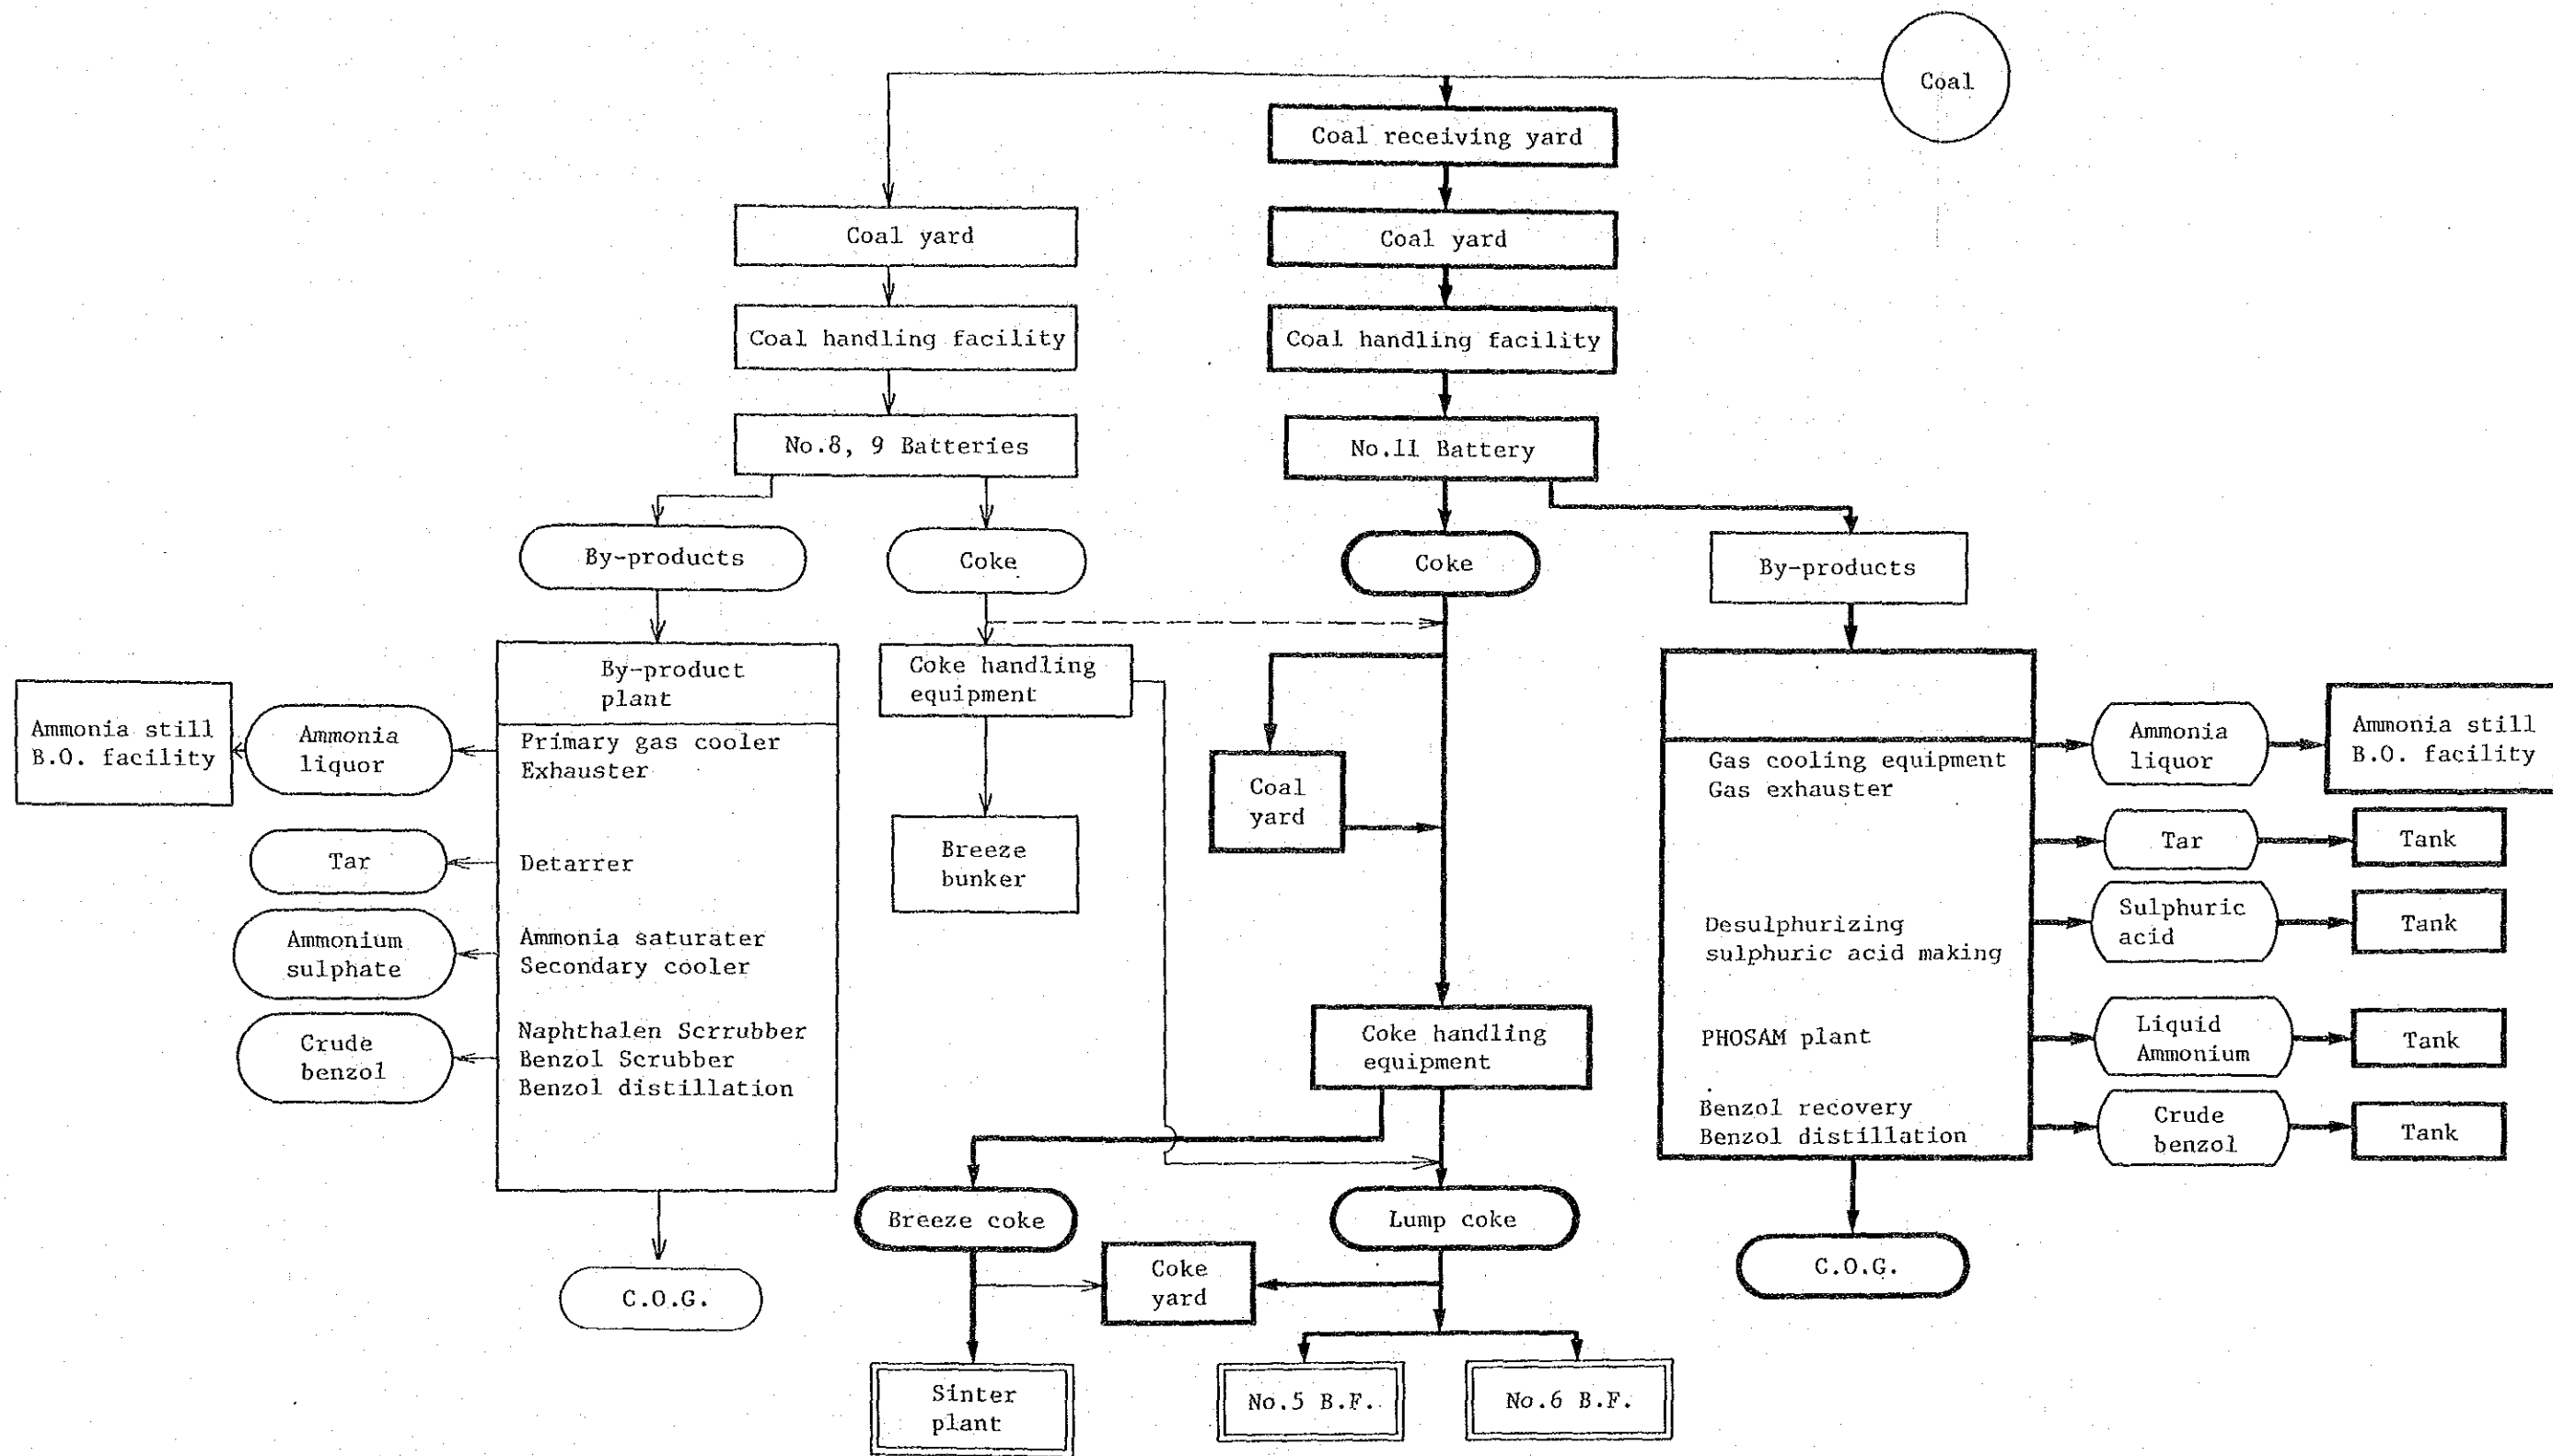 Coal
Coal receiving yard
Coal yard
Coal yard
Coal handling facility
Coal handling facility
No.8, 9 Batteries
No.11 Battery
By-products
Coke
Coke
By-products
By-product
plant
Coke handling
equipment
Ammonia still
B.O. facility
Ammonia
liquor
Primary gas cooler
Exhauster
Coal
yard
Gas cooling equipment
Gas exhauster
Ammonia
liquor
Ammonia still
B.O. facility
Tar
Detarrer
Breeze
bunker
Tar
Tank
Ammonium
sulphate
Ammonia saturater
Secondary cooler
Desulphurizing
sulphuric acid making
Sulphuric
acid
Tank
Crude
benzol
Naphthalen Scrrubber
Benzol Scrubber
Benzol distillation
Coke handling
equipment
PHOSAM plant
Liquid
Ammonium
Tank
Benzol recovery
Benzol distillation
Crude
benzol
Tank
Breeze coke
Lump coke
C.O.G.
Coke
yard
C.O.G.
Sinter
plant
No.5 B.F.
No.6 B.F.